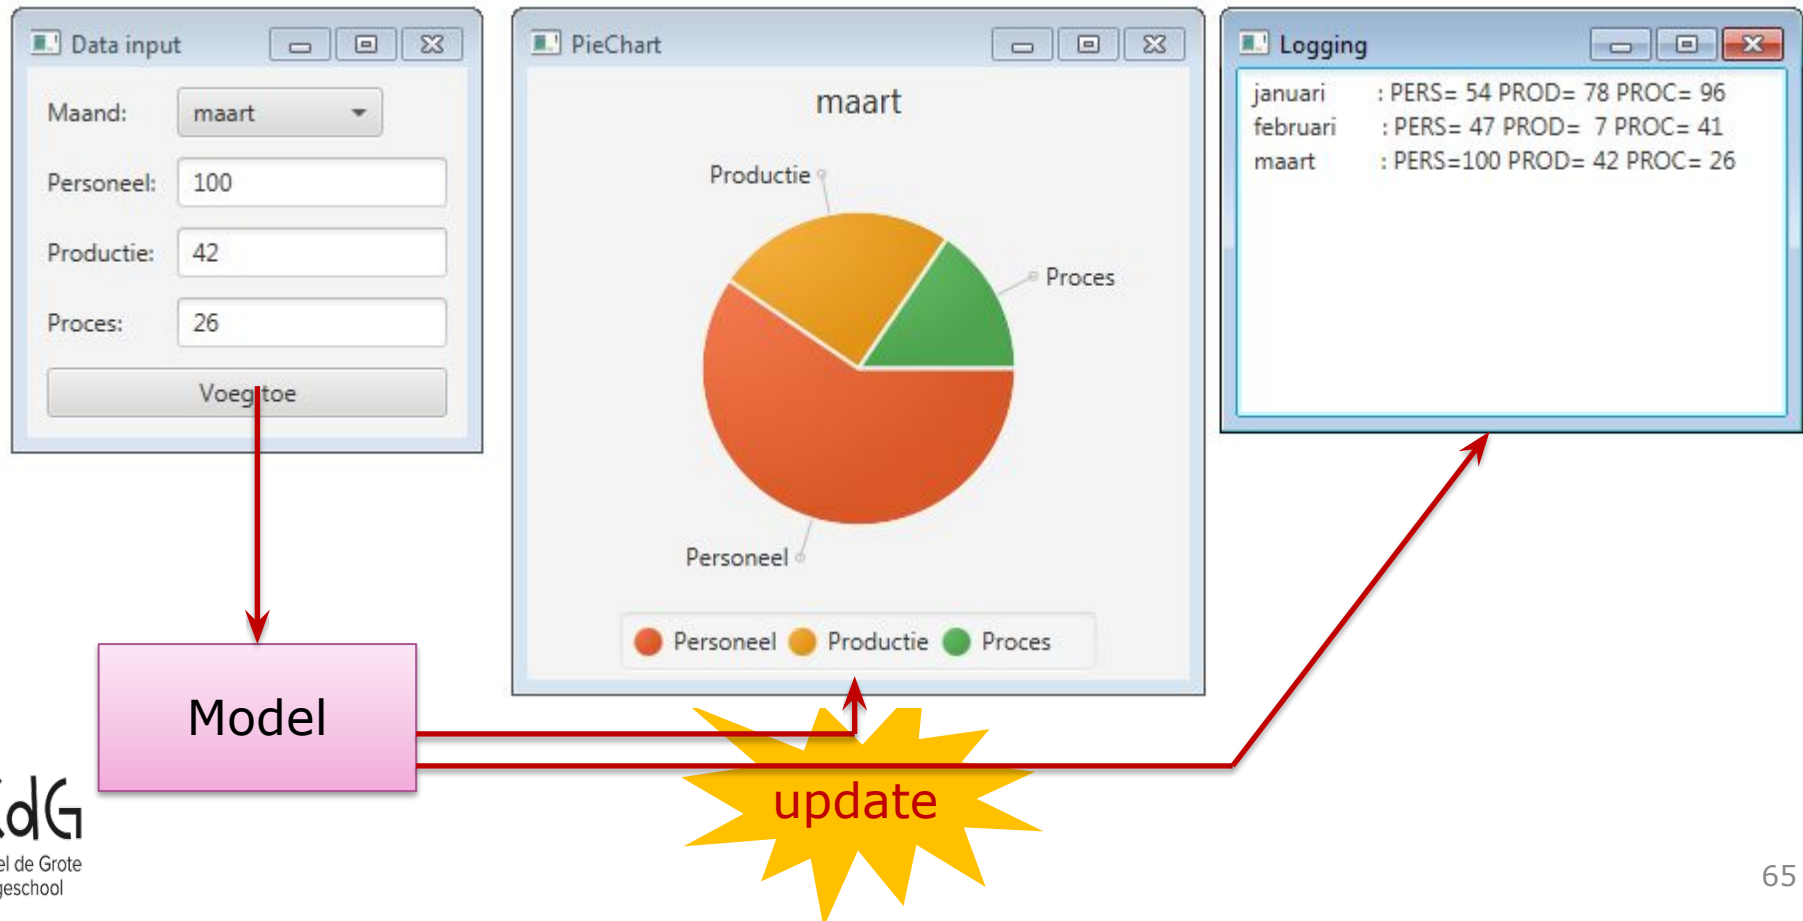 Data input
Maand: maart
Personeel: 100
Productie: 42
Proces: 26
Voeg toe
PieChart
maart
Productie
Proces
Personeel
Personeel Productie Proces
Logging
januari : PERS= 54 PROD= 78 PROC= 96
februari : PERS= 47 PROD=  7 PROC= 41
maart : PERS=100 PROD= 42 PROC= 26
Model
update
dG
el de Grote
geschool
65